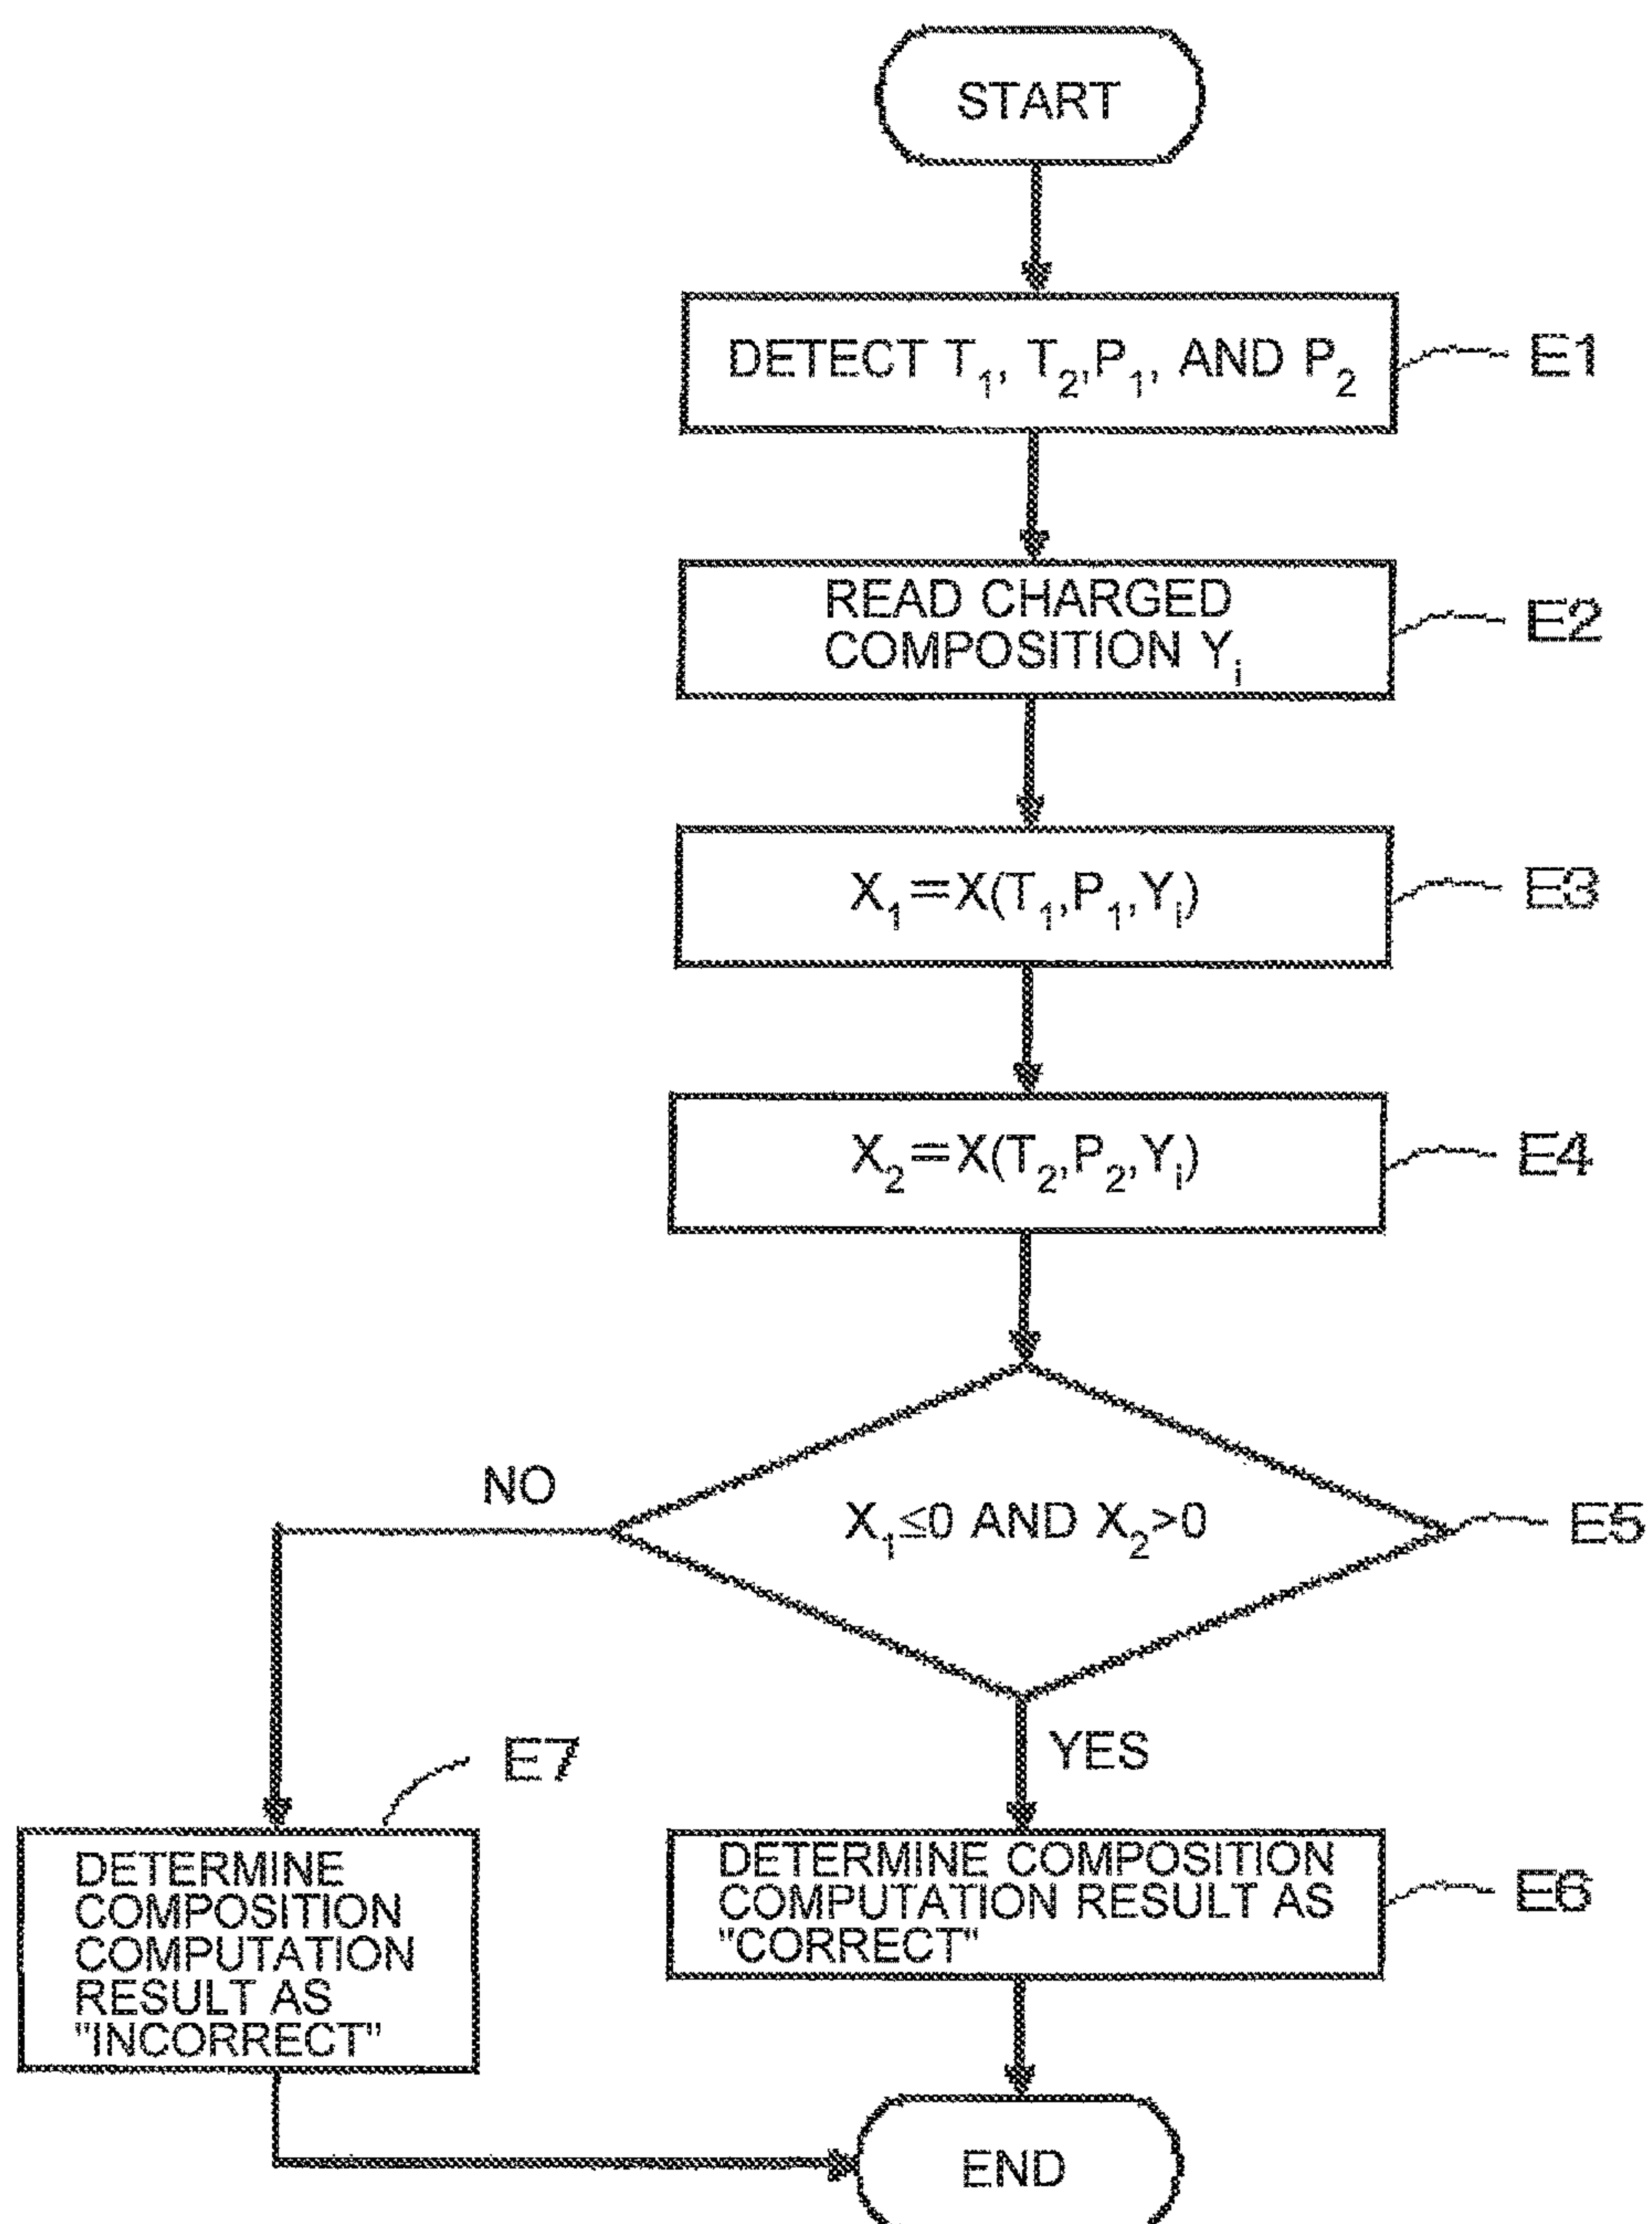 START
DETECT T₁, T₂,P₁, AND P₂
E1
READ CHARGED
COMPOSITION Yᵢ
E2
X₁=X(T₁,P₁,Yᵢ)
E3
X₂=X(T₂,P₂,Yᵢ)
E4
NO
X₁≤0 AND X₂>0
E5
YES
E7
DETERMINE
COMPOSITION
COMPUTATION
RESULT AS
"INCORRECT"
DETERMINE COMPOSITION
COMPUTATION RESULT AS
"CORRECT"
E6
END